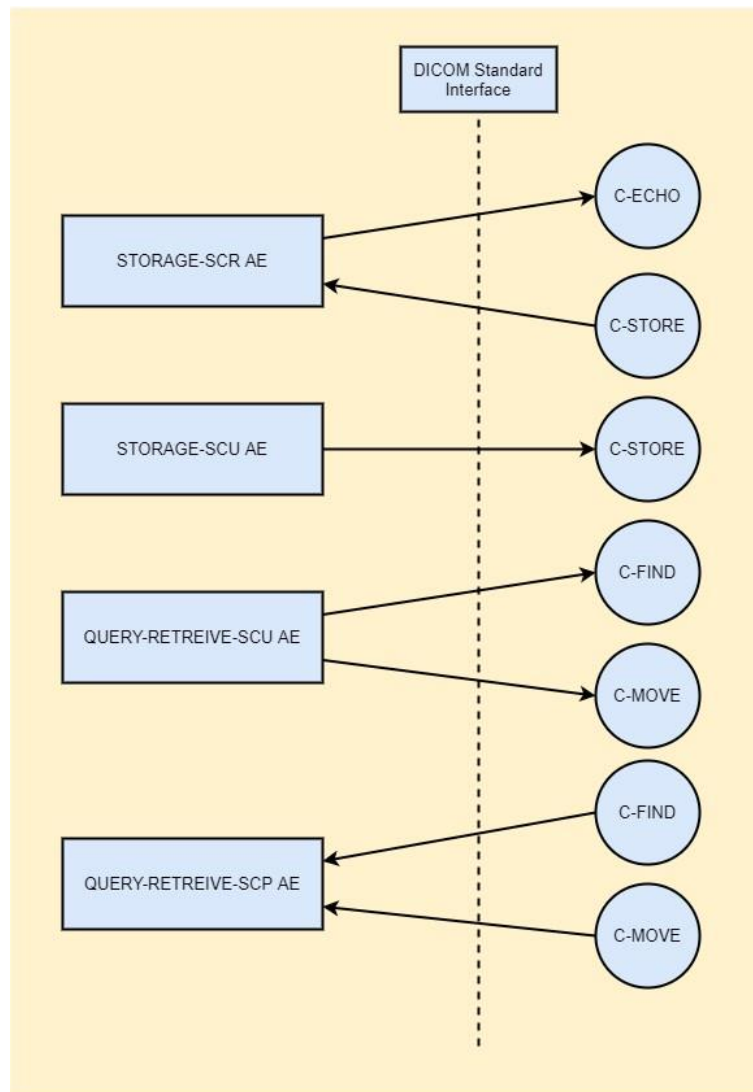 DICOM Standard
Interface
C-ECHO
STORAGE-SCR AE
C-STORE
STORAGE-SCU AE
C-STORE
C-FIND
QUERY-RETREIVE-SCU AE
C-MOVE
C-FIND
QUERY-RETREIVE-SCP AE
C-MOVE